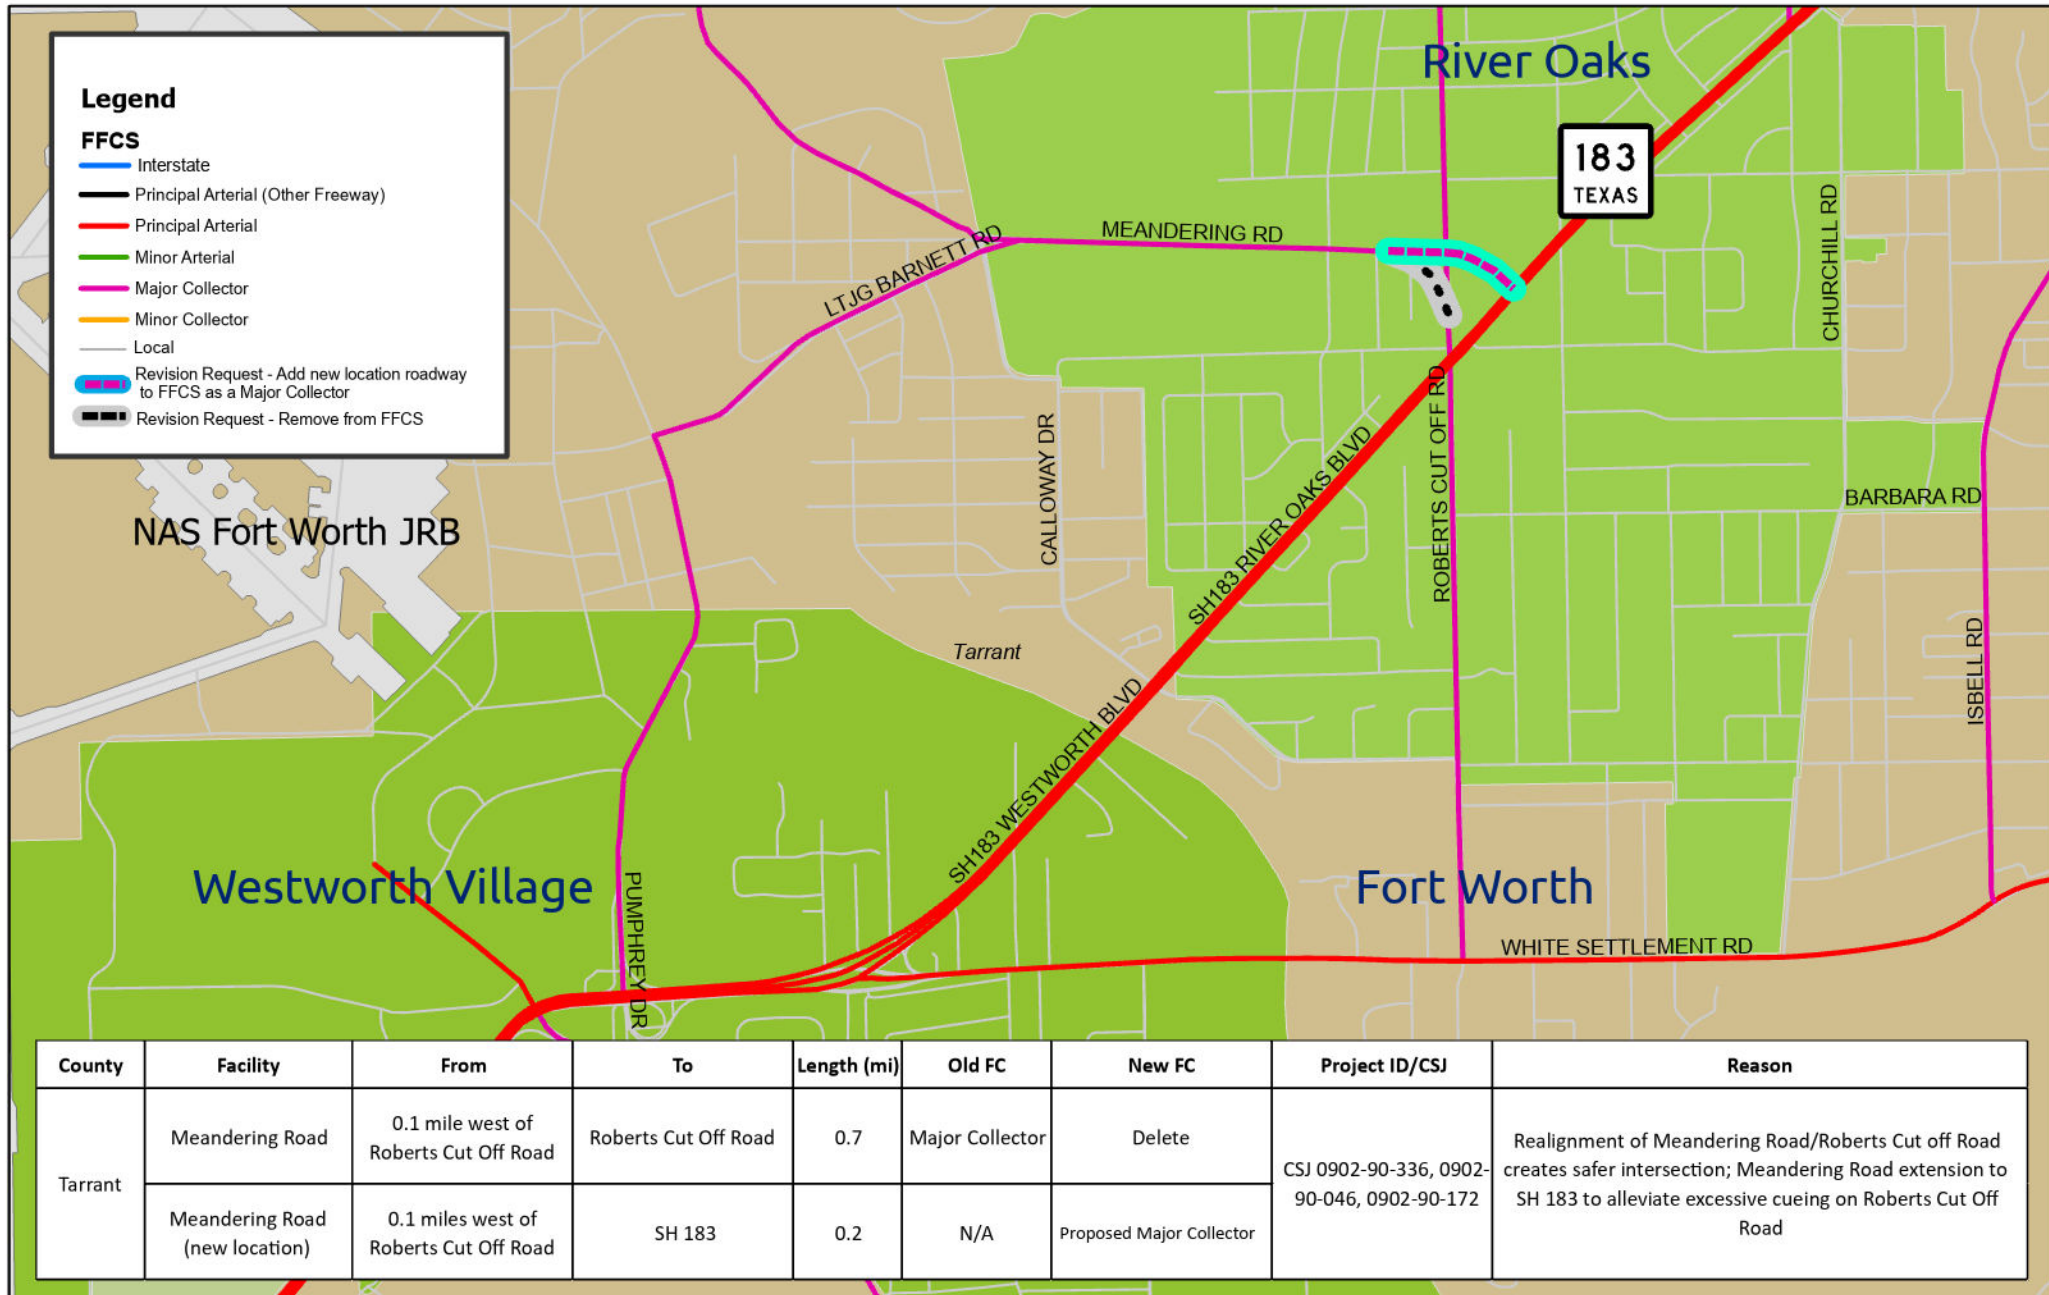 Legend
FFCS
Interstate
Principal Arterial (Other Freeway)
Principal Arterial
Minor Arterial
Major Collector
Minor Collector
Local
Revision Request - Add new location roadway
to FFCS as a Major Collector
Revision Request - Remove from FFCS
River Oaks
183
TEXAS
MEANDERING RD
LTJG BARNETT RD
CHURCHILL RD
CALLOWAY DR
ROBERTS CUT OFF RD
SH183 RIVER OAKS BLVD
BARBARA RD
NAS Fort Worth JRB
Tarrant
ISBELL RD
SH183 WESTWORTH BLVD
Westworth Village
Fort Worth
PUMPHREY DR
WHITE SETTLEMENT RD
County
Facility
From
To
Length (mi)
Old FC
New FC
Project ID/CSJ
Reason
Tarrant
Meandering Road
0.1 mile west of
Roberts Cut Off Road
Roberts Cut Off Road
0.7
Major Collector
Delete
Meandering Road
(new location)
0.1 miles west of
Roberts Cut Off Road
SH 183
0.2
N/A
Proposed Major Collector
CSJ 0902-90-336, 0902-
90-046, 0902-90-172
Realignment of Meandering Road/Roberts Cut off Road
creates safer intersection; Meandering Road extension to
SH 183 to alleviate excessive cueing on Roberts Cut Off
Road